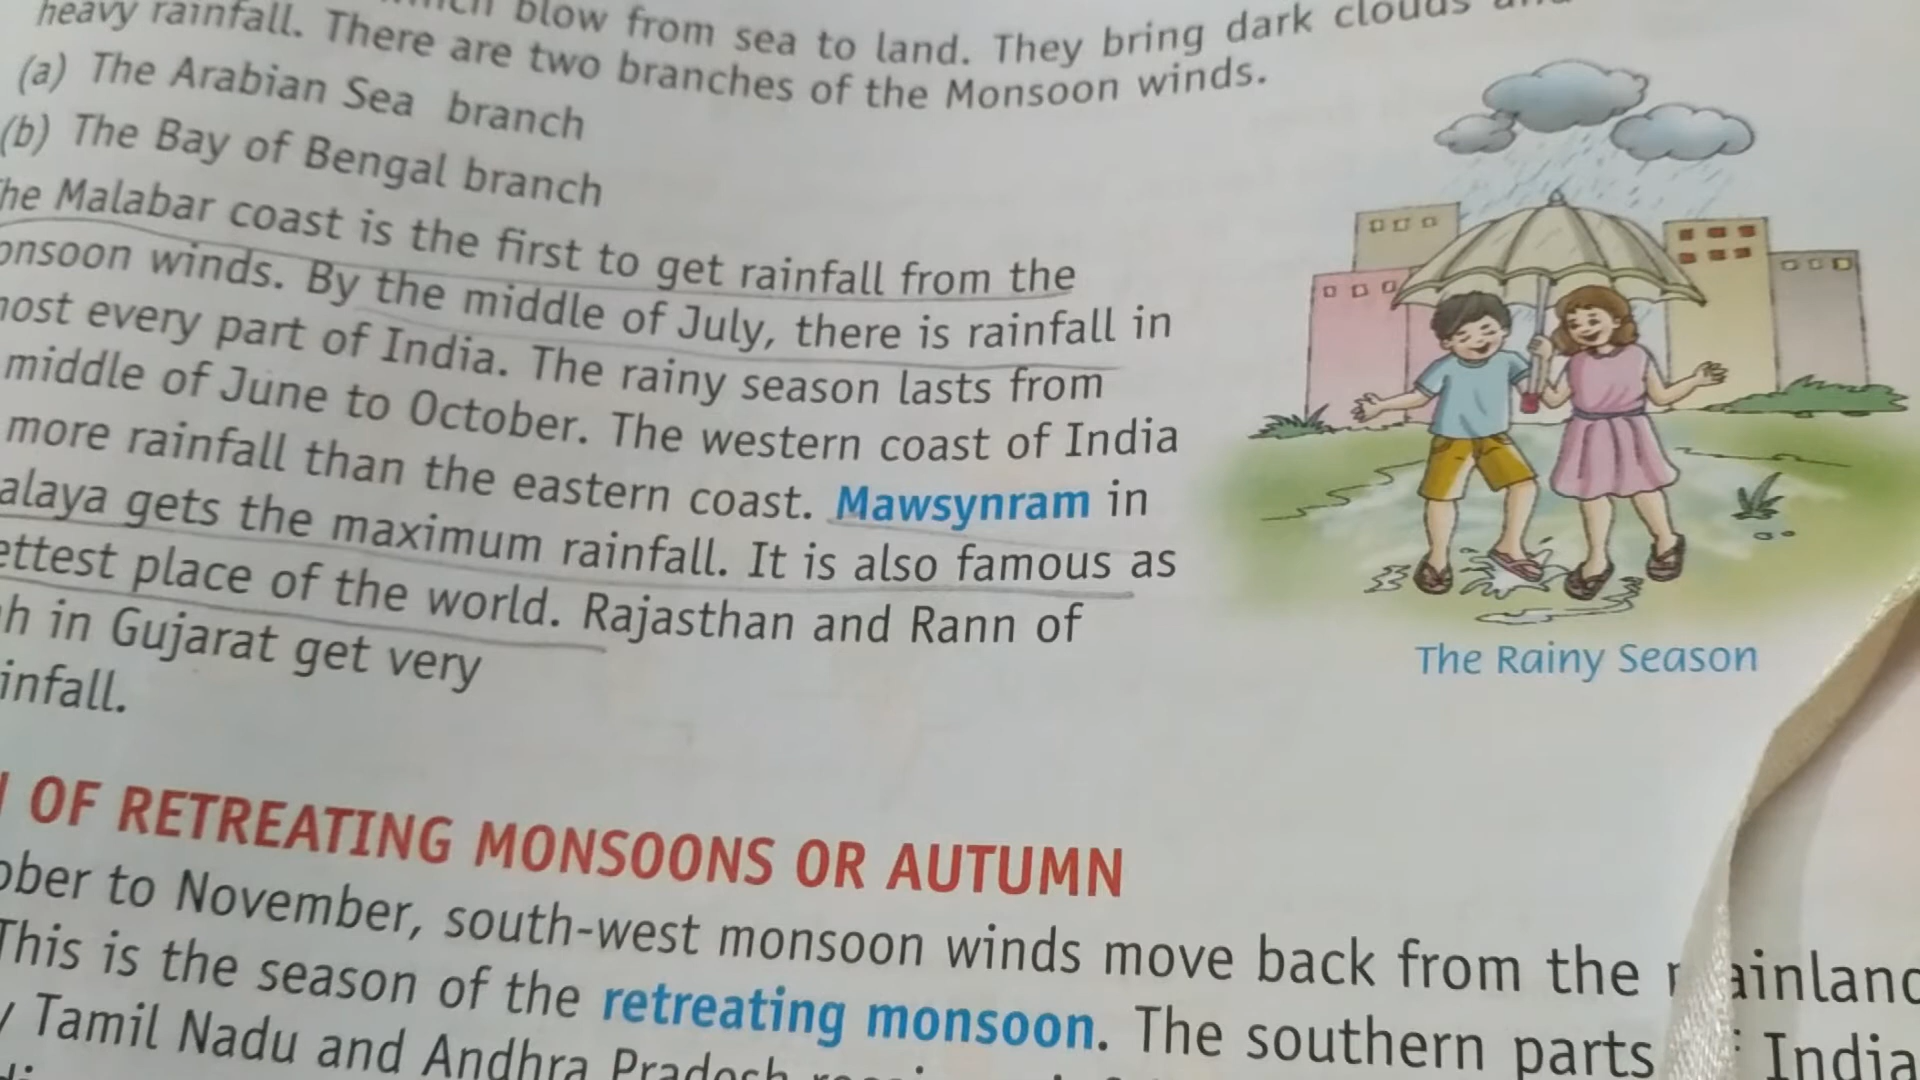 blow from sea to land. They bring dark clouds
heavy rainfall. There are two branches of the Monsoon winds.
(a) The Arabian Sea branch
(b) The Bay of Bengal branch
he Malabar coast is the first to get rainfall from the
onsoon winds. By the middle of July, there is rainfall in
most every part of India. The rainy season lasts from
middle of June to October. The western coast of India
more rainfall than the eastern coast. Mawsynram in
alaya gets the maximum rainfall. It is also famous as
ettest place of the world. Rajasthan and Rann of
h in Gujarat get very
infall.
The Rainy Season
OF RETREATING MONSOONS OR AUTUMN
ober to November, south-west monsoon winds move back from the ainland
This is the season of the retreating monsoon. The southern parts India
Tamil Nadu and Andhra Pradesh